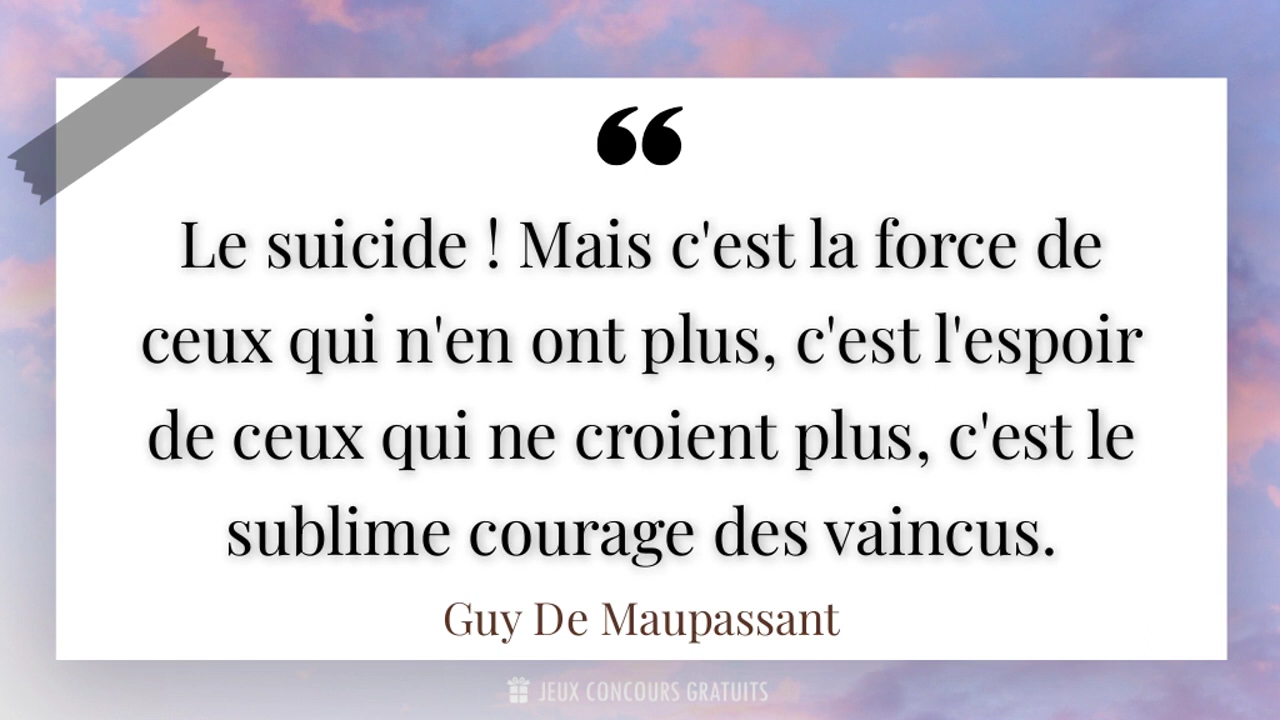 “
Le suicide ! Mais c'est la force de
ceux qui n'en ont plus, c'est l'espoir
de ceux qui ne croient plus, c'est le
sublime courage des vaincus.
Guy De Maupassant
JEUX CONCOURS GRATUITS